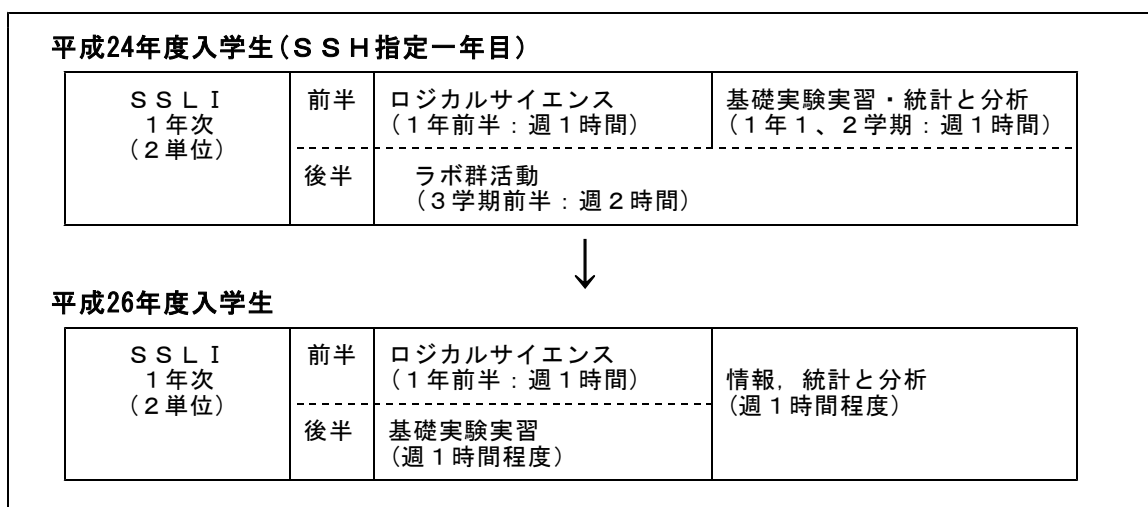 平成24年度入学生(SSH指定一年目)
SSLI
1年次
(2単位)
前半
ロジカルサイエンス
(1年前半:週1時間)
基礎実験実習・統計と分析
(1年1、2学期:週1時間)
後半
ラボ群活動
(3学期前半:週2時間)
↓
平成26年度入学生
SSLI
1年次
(2単位)
前半
ロジカルサイエンス
(1年前半:週1時間)
情報,統計と分析
(週1時間程度)
後半
基礎実験実習
(週1時間程度)